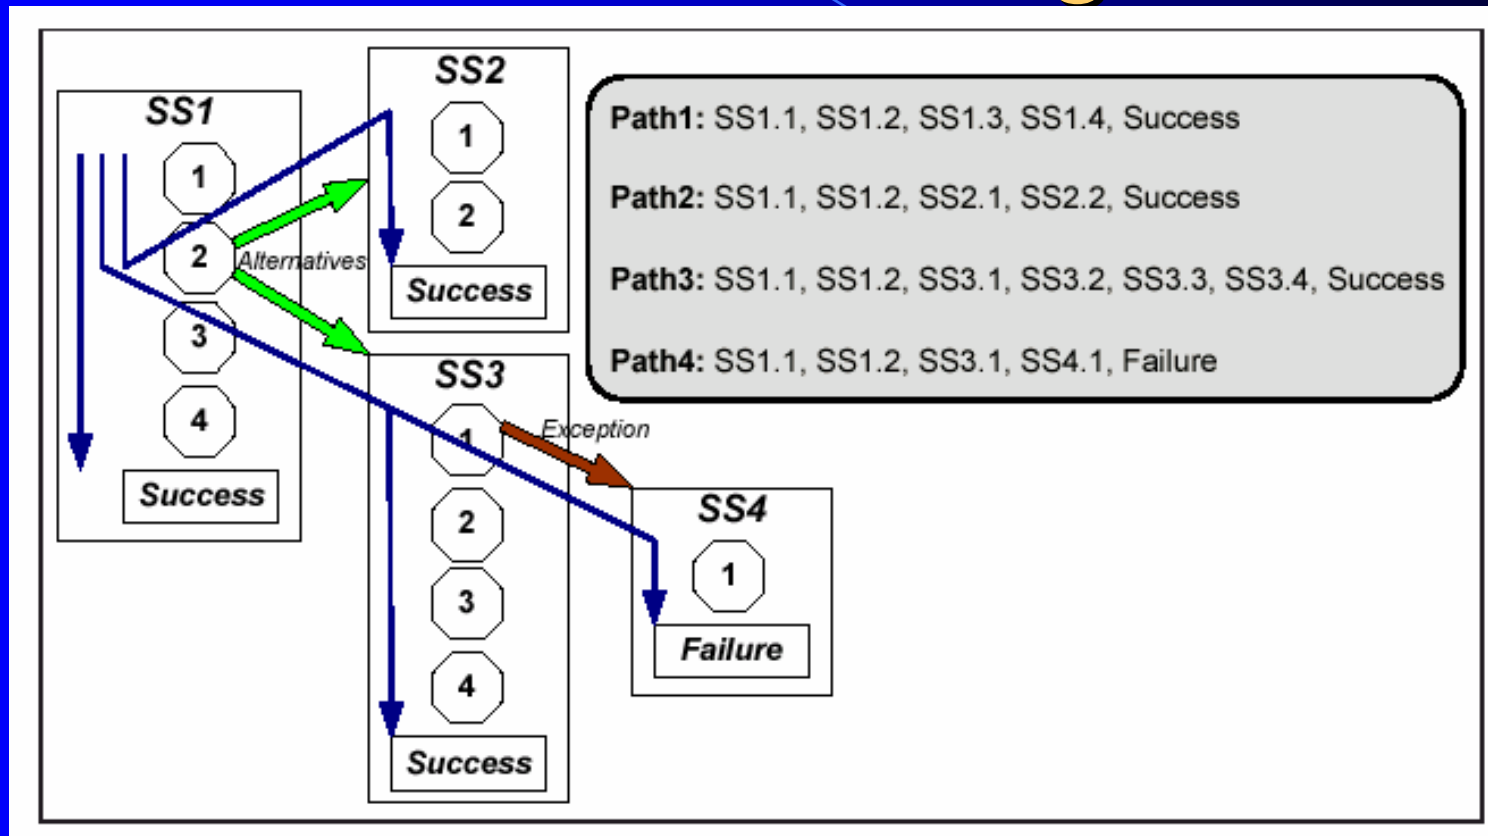 SS1
1
2
3
4
Success
Alternatives
SS2
1
2
Success
SS3
1
2
3
4
Success
Exception
SS4
1
Failure
Path1: SS1.1, SS1.2, SS1.3, SS1.4, Success
Path2: SS1.1, SS1.2, SS2.1, SS2.2, Success
Path3: SS1.1, SS1.2, SS3.1, SS3.2, SS3.3, SS3.4, Success
Path4: SS1.1, SS1.2, SS3.1, SS4.1, Failure